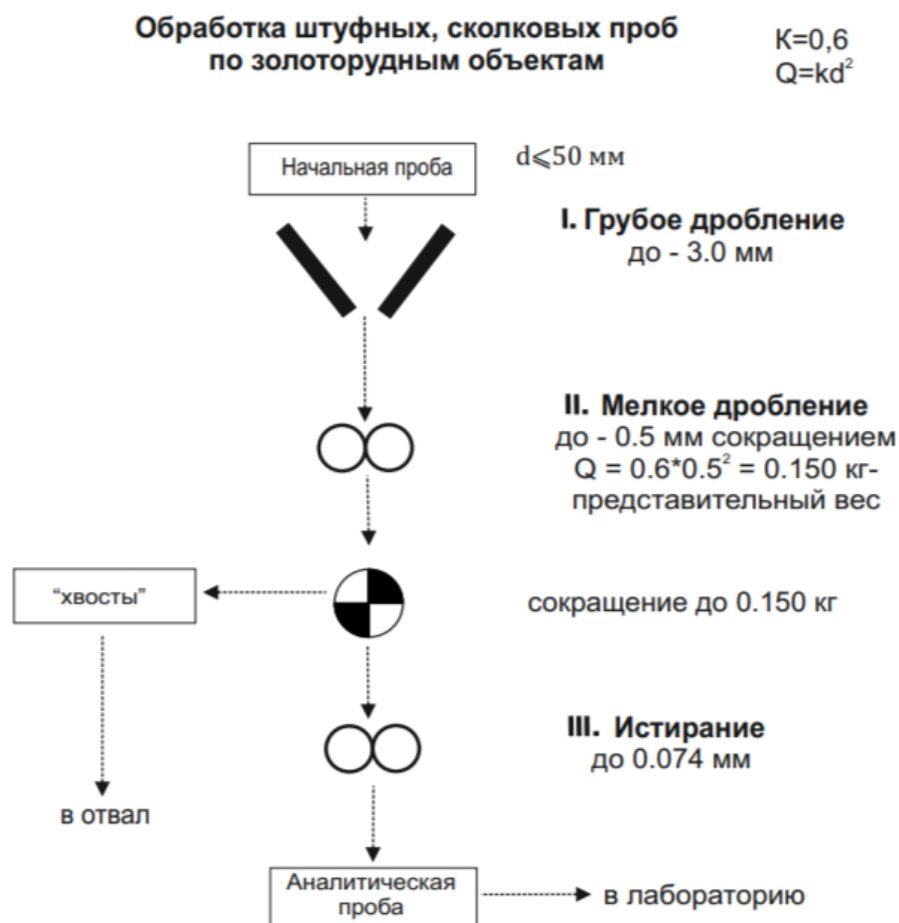 Обработка штуфных, сколковых проб
по золоторудным объектам
K=0,6
Q=kd²
Начальная проба
d⩽50 мм
I. Грубое дробление
до - 3.0 мм
II. Мелкое дробление
до - 0.5 мм сокращением
Q = 0.6*0.5² = 0.150 кг-
представительный вес
“хвосты”
сокращение до 0.150 кг
III. Истирание
до 0.074 мм
в отвал
Аналитическая
проба
в лабораторию